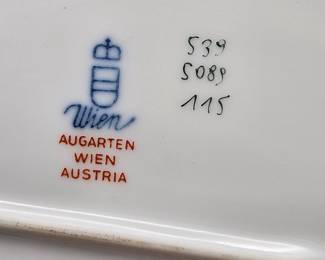 Wien
AUGARTEN
WIEN
AUSTRIA
539
5089
115